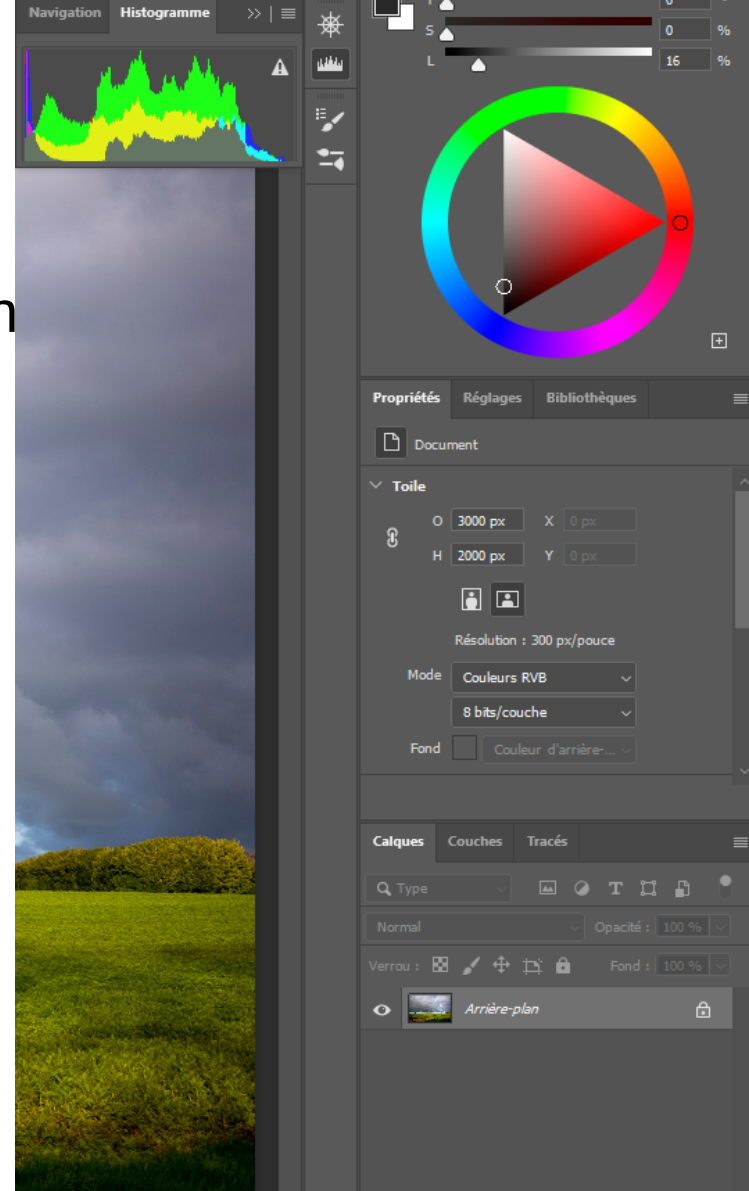 Navigation Histogramme
T 0 °
S 0 %
L 16 %
n
Propriétés Réglages Bibliothèques
Document
Toile
O 3000 px X 0 px
H 2000 px Y 0 px
Résolution : 300 px/pouce
Mode Couleurs RVB
8 bits/couche
Fond Couleur d'arrière-...
Calques Couches Tracés
Type
Normal Opacité : 100 %
Verrou : Fond : 100 %
Arrière-plan